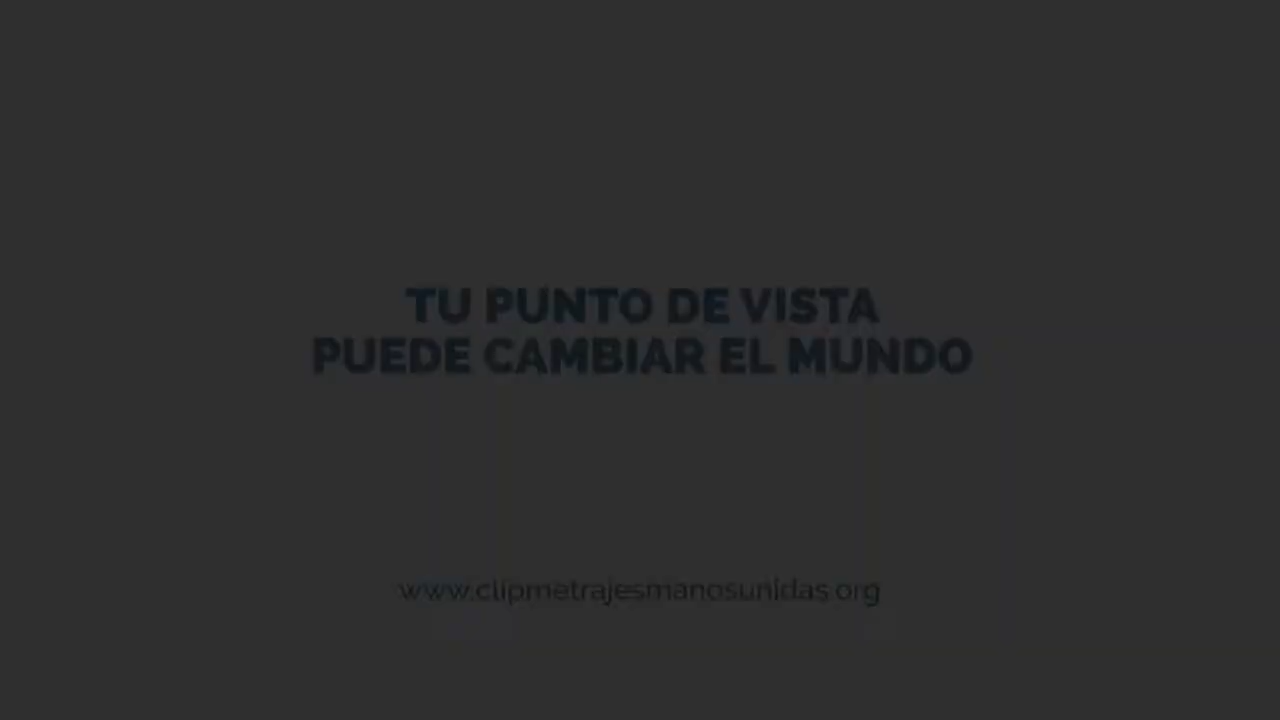 TU PUNTO DE VISTA
PUEDE CAMBIAR EL MUNDO
www.clipmetrajesmanosunidas.org